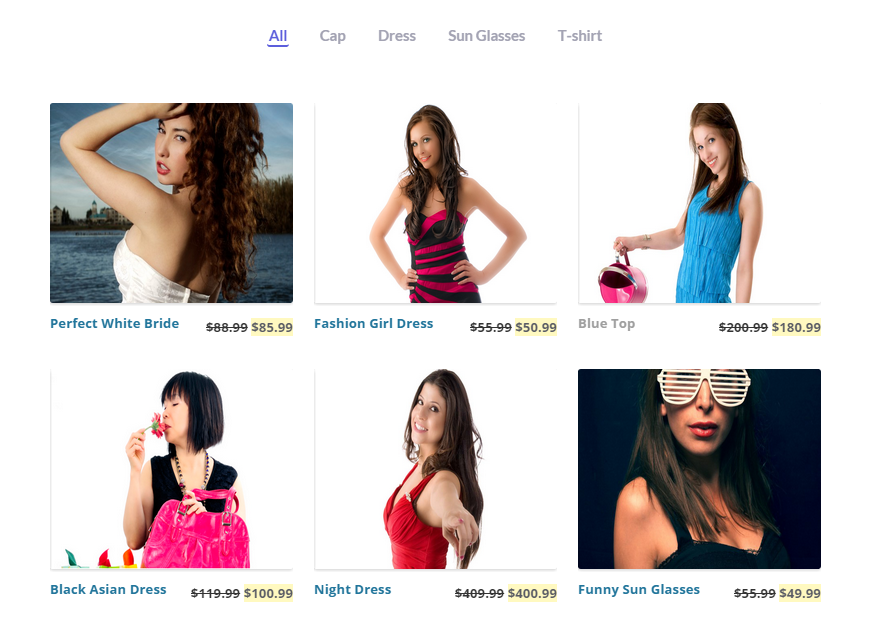 All Cap Dress Sun Glasses T-shirt
Perfect White Bride $88.99 $85.99
Fashion Girl Dress $55.99 $50.99
Blue Top $200.99 $180.99
Black Asian Dress $119.99 $100.99
Night Dress $409.99 $400.99
Funny Sun Glasses $55.99 $49.99